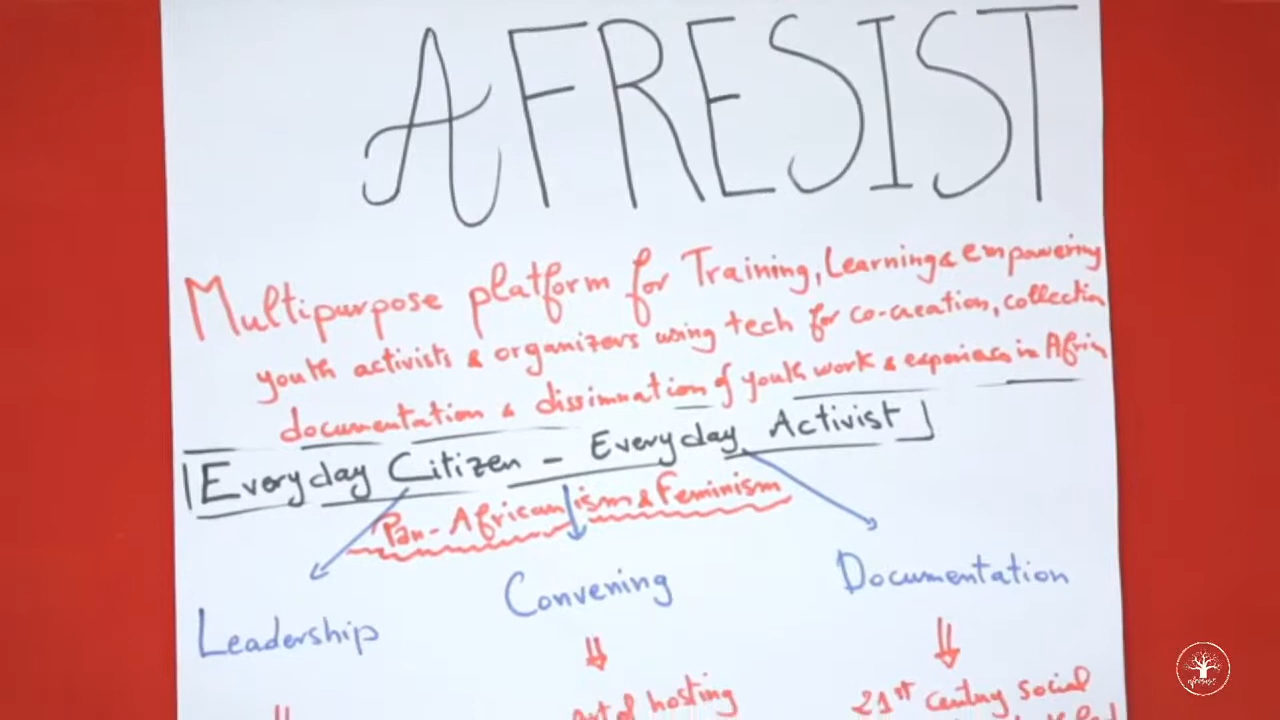 AFRESIST
Multipurpose platform for Training, Learning & empowering
youth activists & organizers using tech for co-creation, collection
documentation & dissimnation of youth work & experiences in Africa
Everyday Citizen - Everyday Activist
Pan-Africanism & Feminism
Leadership
Convening
Documentation
art of hosting
21st century social
afresist